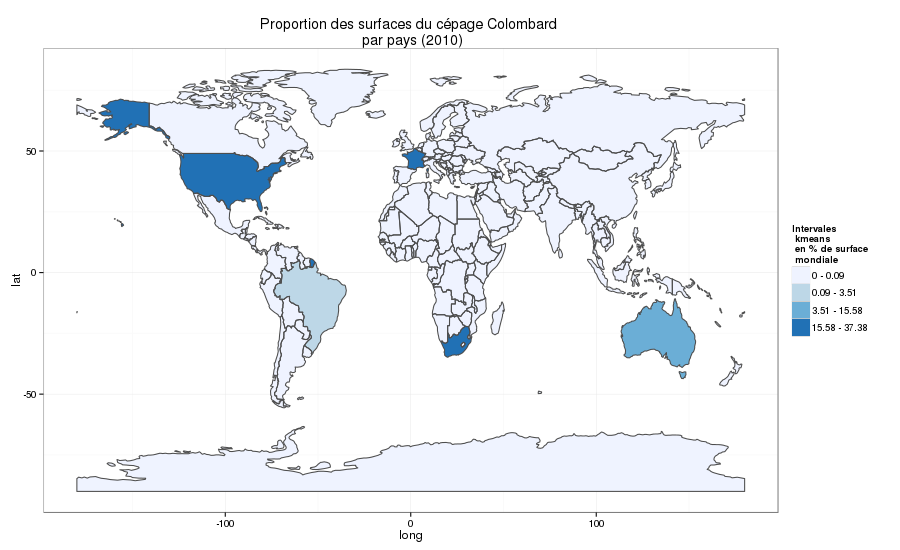 Proportion des surfaces du cépage Colombard
par pays (2010)
50
0
-50
lat
-100
0
100
long
Intervales
kmeans
en % de surface
mondiale
0 - 0.09
0.09 - 3.51
3.51 - 15.58
15.58 - 37.38